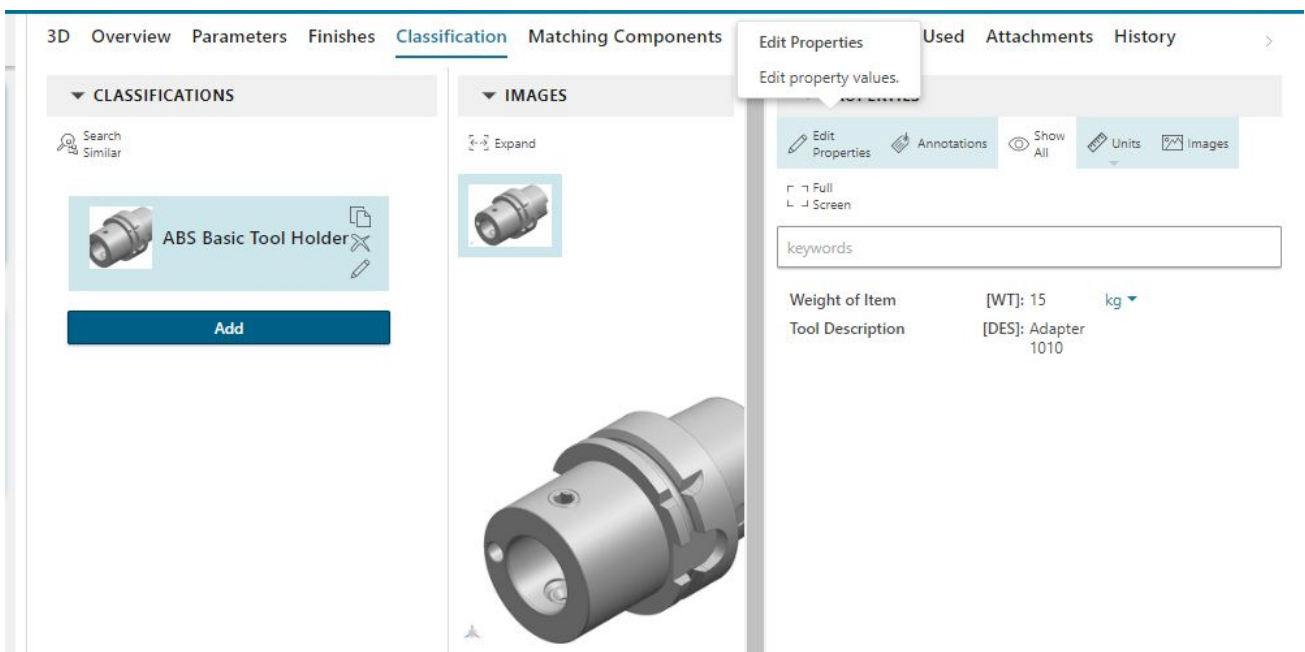 3D Overview Parameters Finishes Classification Matching Components Used Attachments History
Edit Properties
Edit property values.
CLASSIFICATIONS
Search
Similar
ABS Basic Tool Holder
Add
IMAGES
Expand
Edit
Properties
Annotations
Show
All
Units
Images
Full
Screen
keywords
Weight of Item [WT]: 15 kg
Tool Description [DES]: Adapter
1010